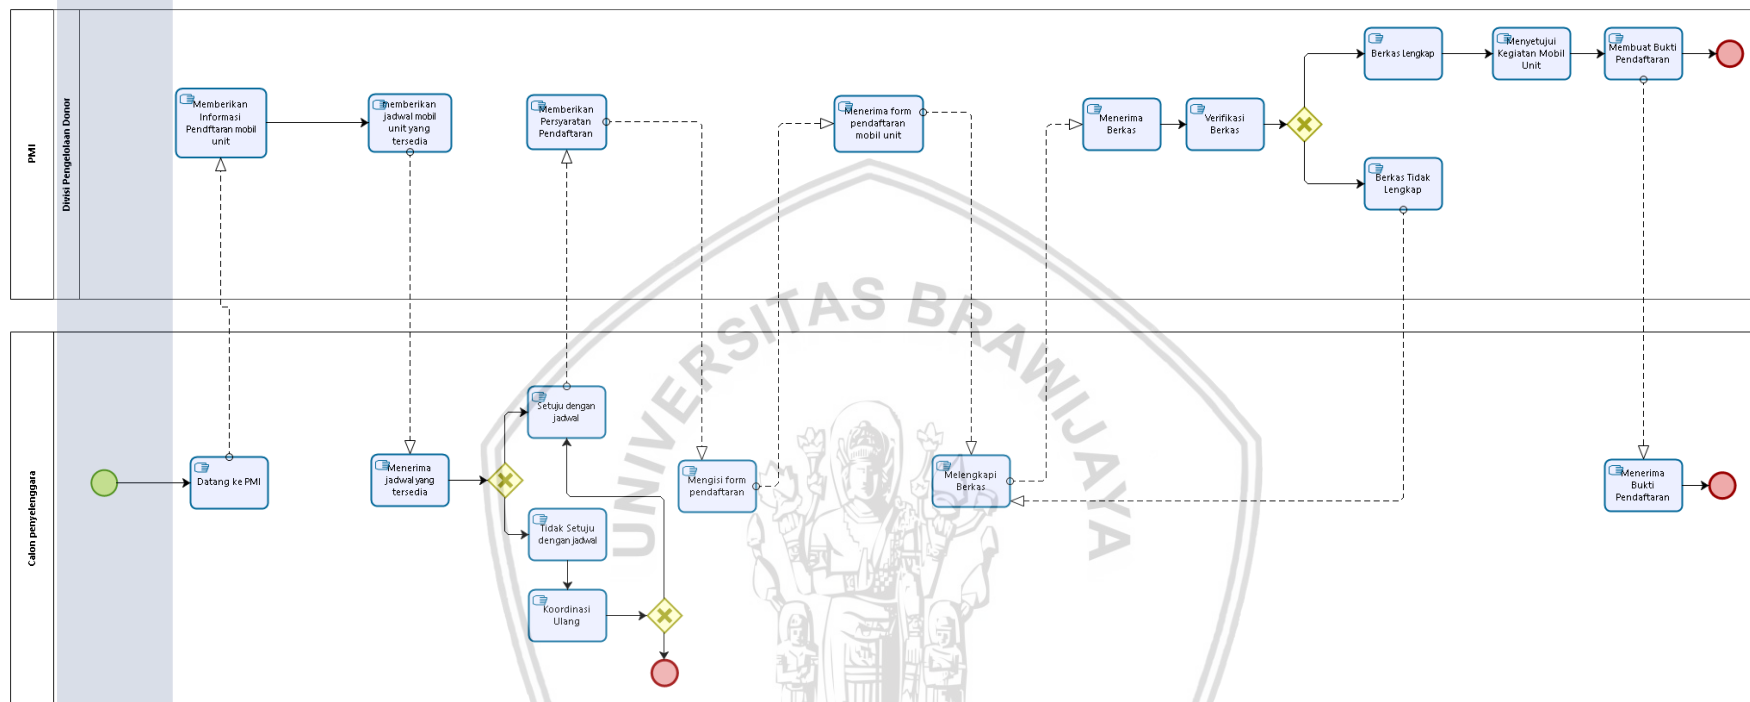 PMI
Divisi Pengelolaan Donor
Memberikan
Informasi
Pendftaran mobil
unit
memberikan
jadwal mobil
unit yang
tersedia
Memberikan
Persyaratan
Pendaftaran
Menerima form
pendaftaran
mobil unit
Menerima
Berkas
Verifikasi
Berkas
Berkas Lengkap
Menyetujui
Kegiatan Mobil
Unit
Membuat Bukti
Pendaftaran
Berkas Tidak
Lengkap
UNIVERSITAS BRAWIJAYA
Calon penyelenggara
Datang ke PMI
Menerima
jadwal yang
tersedia
Setuju dengan
jadwal
Tidak Setuju
dengan jadwal
Koordinasi
Ulang
Mengisi form
pendaftaran
Melengkapi
Berkas
Menerima
Bukti
Pendaftaran